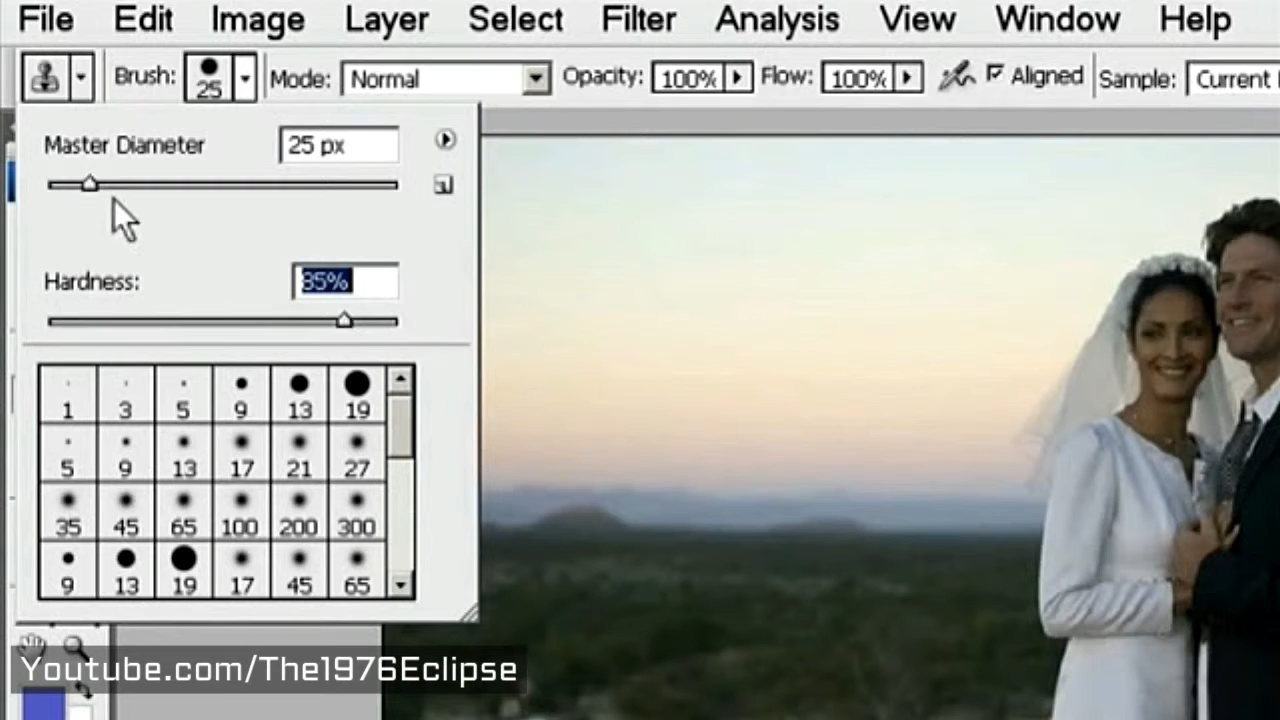 File Edit Image Layer Select Filter Analysis View Window Help
Brush: 25 Mode: Normal Opacity: 100% Flow: 100% Aligned Sample: Current
Master Diameter 25 px
Hardness: 85%
1 3 5 9 13 19
5 9 13 17 21 27
35 45 65 100 200 300
9 13 19 17 45 65
Youtube.com/The1976Eclipse